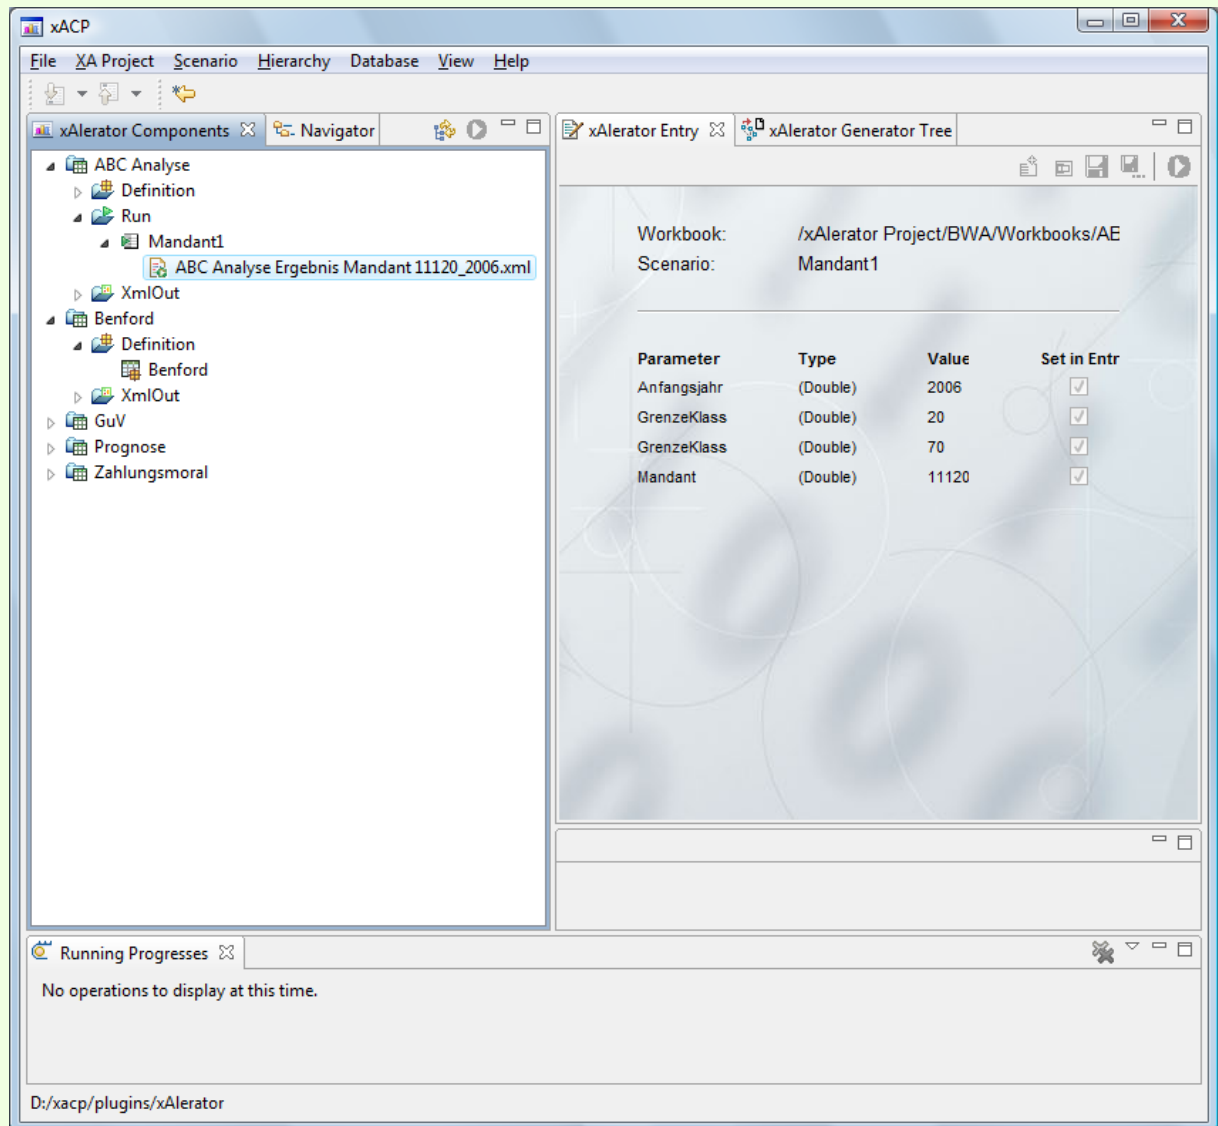 xACP
File XA Project Scenario Hierarchy Database View Help
xAlerator Components Navigator
ABC Analyse
Definition
Run
Mandant1
ABC Analyse Ergebnis Mandant 11120_2006.xml
XmlOut
Benford
Definition
Benford
XmlOut
GuV
Prognose
Zahlungsmoral
xAlerator Entry xAlerator Generator Tree
Workbook: /xAlerator Project/BWA/Workbooks/AE
Scenario: Mandant1
Parameter Type Value Set in Entr
Anfangsjahr (Double) 2006
GrenzeKlass (Double) 20
GrenzeKlass (Double) 70
Mandant (Double) 11120
Running Progresses
No operations to display at this time.
D:/xacp/plugins/xAlerator